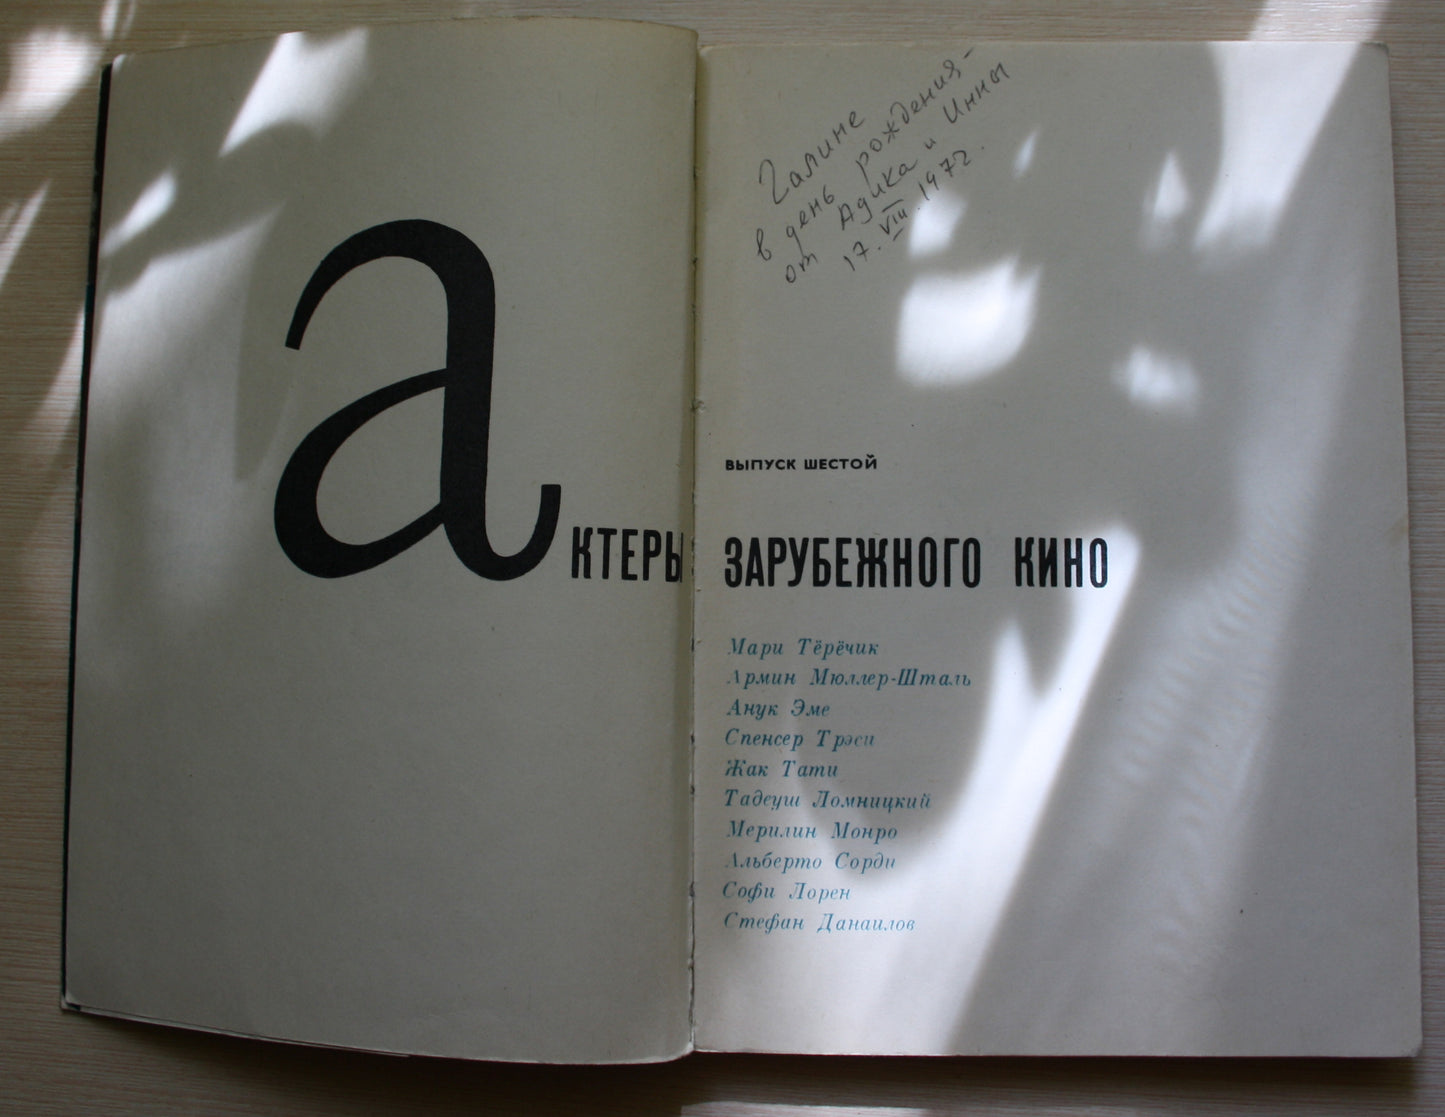 Галине
в день рождения-
от Адика и Инны
17.VIII.1972.
ВЫПУСК ШЕСТОЙ
аКТЕРЫ ЗАРУБЕЖНОГО КИНО
Мари Тёрёчик
Армин Мюллер-Шталь
Анук Эме
Спенсер Трэси
Жак Тати
Тадеуш Ломницкий
Мерилин Монро
Альберто Сорди
Софи Лорен
Стефан Данаилов